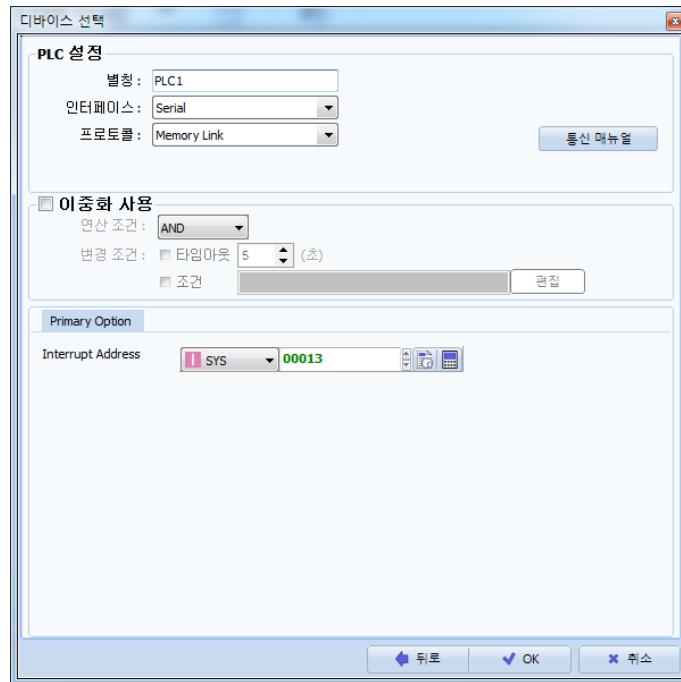 디바이스 선택
PLC 설정
별칭 : PLC1
인터페이스 : Serial
프로토콜 : Memory Link
통신 매뉴얼
이중화 사용
연산 조건 : AND
변경 조건 : 타임아웃 5 (초)
조건 편집
Primary Option
Interrupt Address I SYS 00013
뒤로 OK 취소